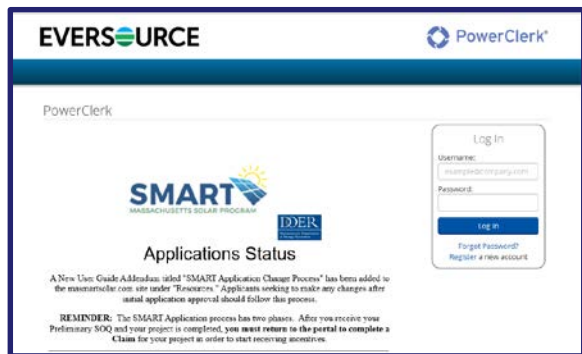 EVERSOURCE
PowerClerk®
PowerClerk
Log In
Username:
example@company.com
Password:
Log In
Forgot Password?
Register a new account
SMART
MASSACHUSETTS SOLAR PROGRAM
DOER
Applications Status
A New User Guide Addendum titled "SMART Application Change Process" has been added to
the masmartsolar.com site under "Resources." Applicants seeking to make any changes after
initial application approval should follow this process.
REMINDER: The SMART Application process has two phases. After you receive your
Preliminary SOQ and your project is completed, you must return to the portal to complete a
Claim for your project in order to start receiving incentives.